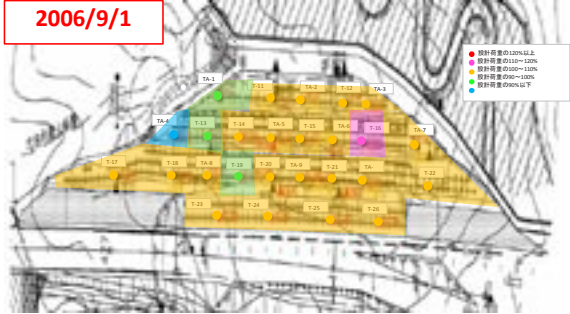 2006/9/1
設計荷重の120%以上
設計荷重の110~120%
設計荷重の100~110%
設計荷重の90~100%
設計荷重の90%以下
TA-1
T-11
TA-2
T-12
TA-3
TA-4
T-13
T-14
TA-5
T-15
TA-6
T-16
TA-7
T-17
T-18
TA-8
T-19
T-20
TA-9
T-21
TA-
T-22
T-23
T-24
T-25
T-26